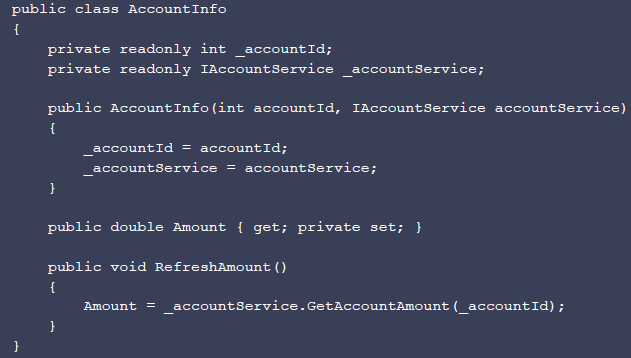 public class AccountInfo
{
    private readonly int _accountId;
    private readonly IAccountService _accountService;

    public AccountInfo(int accountId, IAccountService accountService)
    {
        _accountId = accountId;
        _accountService = accountService;
    }

    public double Amount { get; private set; }

    public void RefreshAmount()
    {
        Amount = _accountService.GetAccountAmount(_accountId);
    }
}